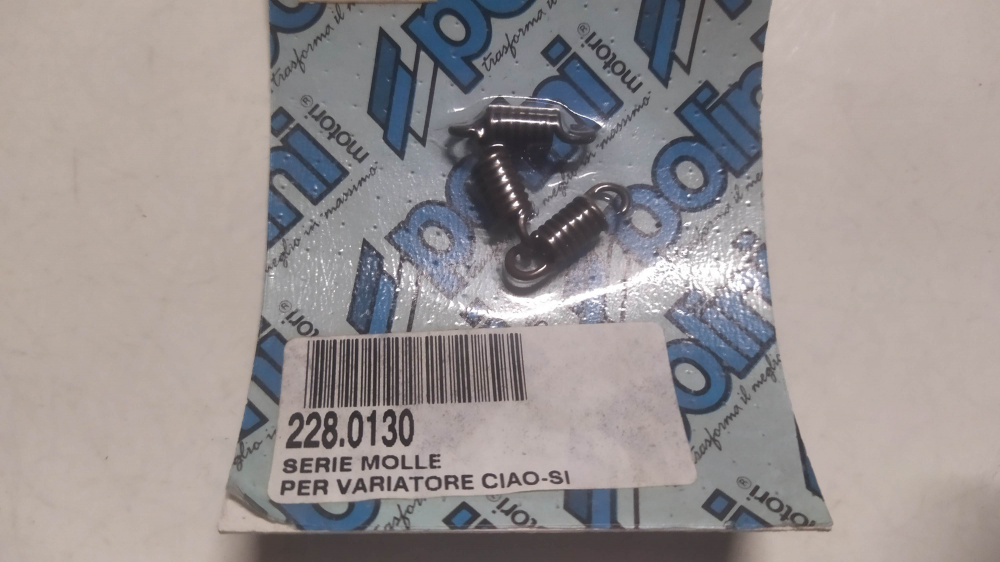 polini
motori®
trasforma il meglio in "massimo"
228.0130
SERIE MOLLE
PER VARIATORE CIAO-SI